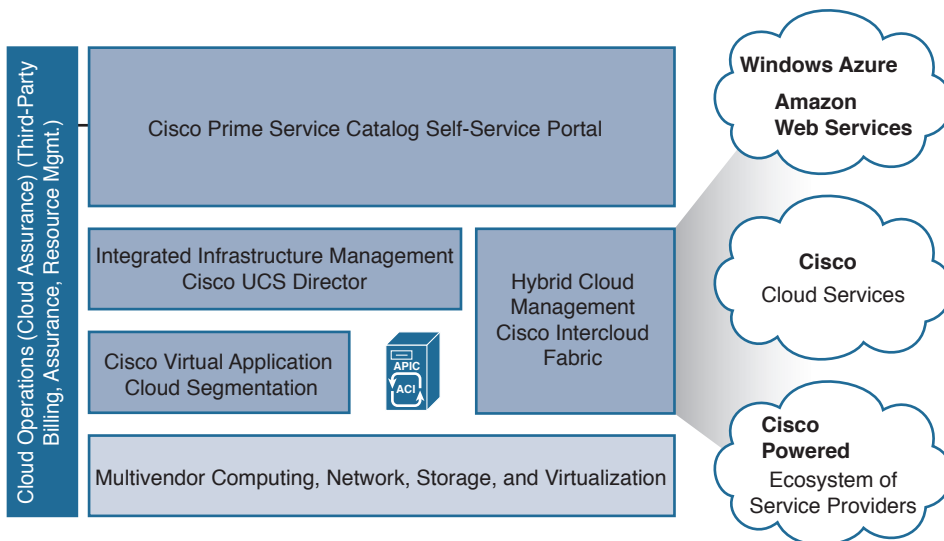 Cloud Operations (Cloud Assurance) (Third-Party
Billing, Assurance, Resource Mgmt.)
Cisco Prime Service Catalog Self-Service Portal
Integrated Infrastructure Management
Cisco UCS Director
Cisco Virtual Application
Cloud Segmentation
APIC
ACI
Hybrid Cloud
Management
Cisco Intercloud
Fabric
Multivendor Computing, Network, Storage, and Virtualization
Windows Azure
Amazon
Web Services
Cisco
Cloud Services
Cisco
Powered
Ecosystem of
Service Providers